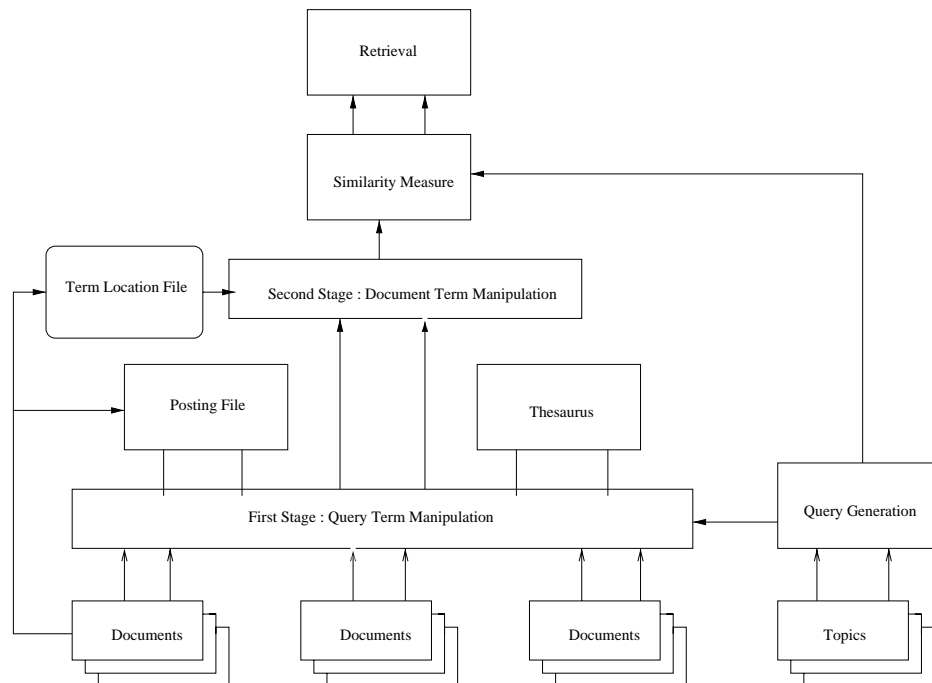 Retrieval
Similarity Measure
Term Location File
Second Stage : Document Term Manipulation
Posting File
Thesaurus
First Stage : Query Term Manipulation
Query Generation
Documents
Documents
Documents
Topics